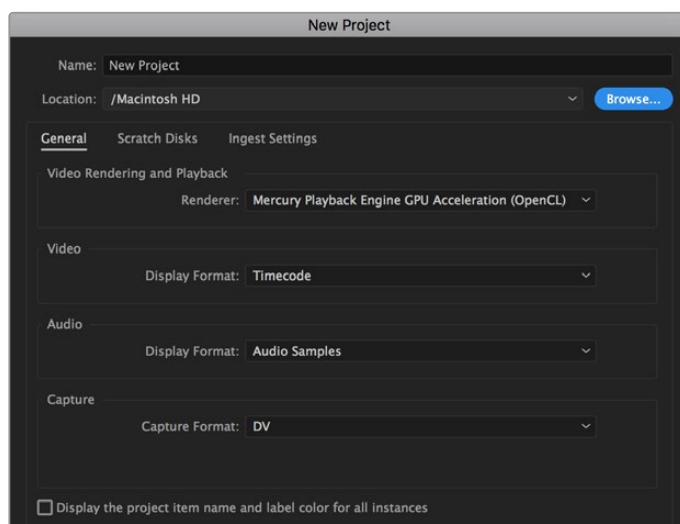 New Project
Name: New Project
Location: /Macintosh HD Browse...
General Scratch Disks Ingest Settings
Video Rendering and Playback
Renderer: Mercury Playback Engine GPU Acceleration (OpenCL)
Video
Display Format: Timecode
Audio
Display Format: Audio Samples
Capture
Capture Format: DV
Display the project item name and label color for all instances